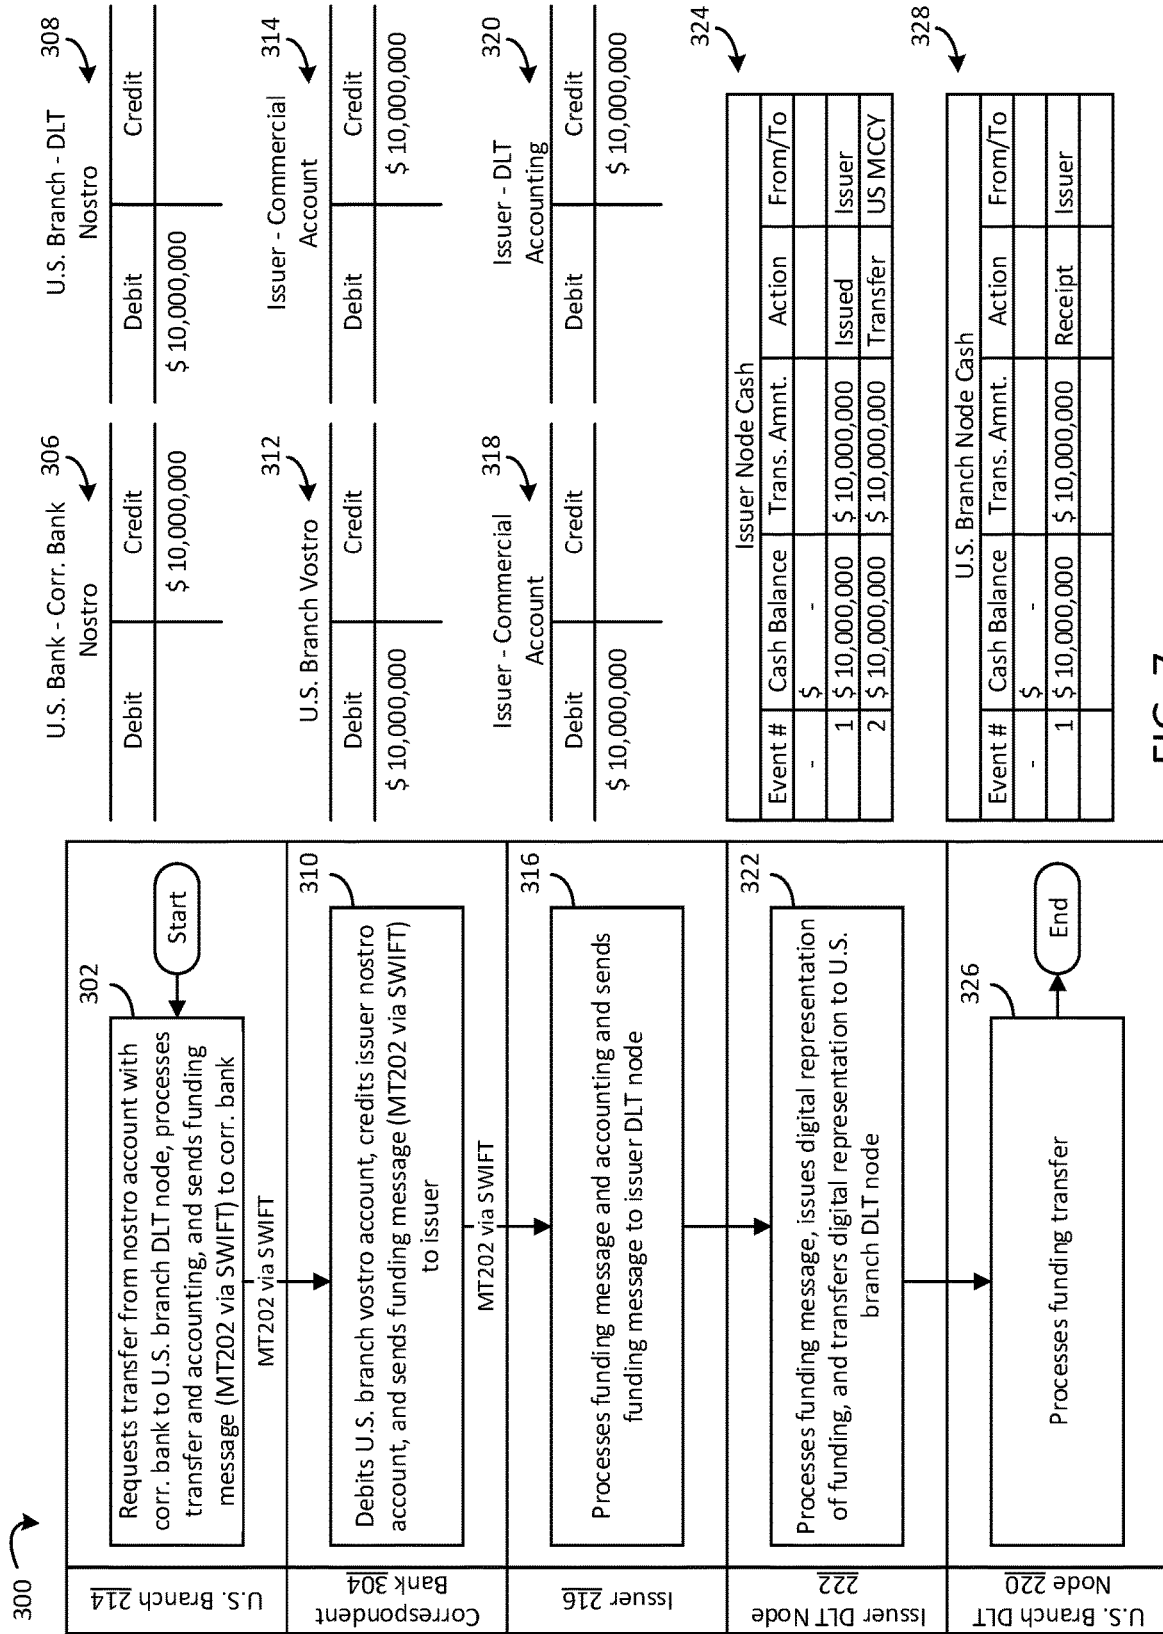 300
U.S. Branch 214
302
Start
Requests transfer from nostro account with
corr. bank to U.S. branch DLT node, processes
transfer and accounting, and sends funding
message (MT202 via SWIFT) to corr. bank
MT202 via SWIFT
U.S. Bank - Corr. Bank
Nostro
306
Debit Credit
$ 10,000,000
U.S. Branch - DLT
Nostro
308
Debit Credit
$ 10,000,000
Correspondent
Bank 304
310
Debits U.S. branch vostro account, credits issuer nostro
account, and sends funding message (MT202 via SWIFT)
to issuer
MT202 via SWIFT
U.S. Branch Vostro
312
Debit Credit
$ 10,000,000
Issuer - Commercial
Account
314
Debit Credit
$ 10,000,000
Issuer 216
316
Processes funding message and accounting and sends
funding message to issuer DLT node
Issuer - Commercial
Account
318
Debit Credit
$ 10,000,000
Issuer - DLT
Accounting
320
Debit Credit
$ 10,000,000
Issuer DLT Node
222
322
Processes funding message, issues digital representation
of funding, and transfers digital representation to U.S.
branch DLT node
324
Issuer Node Cash
Event # Cash Balance Trans. Amnt. Action From/To
- $ -
1 $ 10,000,000 $ 10,000,000 Issued Issuer
2 $ 10,000,000 $ 10,000,000 Transfer US MCCY
U.S. Branch DLT
Node 220
326
Processes funding transfer
End
328
U.S. Branch Node Cash
Event # Cash Balance Trans. Amnt. Action From/To
- $ -
1 $ 10,000,000 $ 10,000,000 Receipt Issuer
FIG. 7